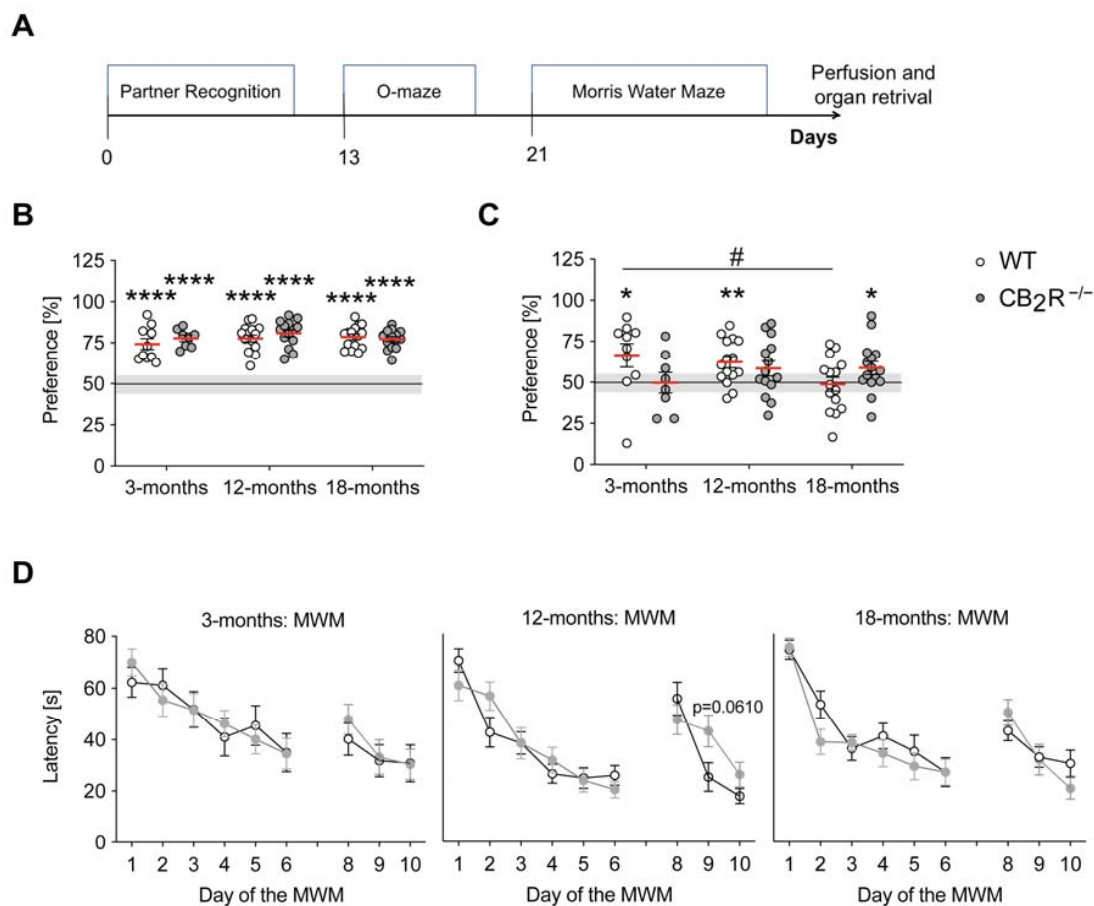 A
Partner Recognition
O-maze
Morris Water Maze
Perfusion and
organ retrival
Days
0
13
21
B
Preference [%]
125
100
75
50
25
0
****
****
****
****
****
****
3-months
12-months
18-months
C
Preference [%]
125
100
75
50
25
0
#
*
**
*
3-months
12-months
18-months
WT
CB2R−/−
D
3-months: MWM
12-months: MWM
18-months: MWM
Latency [s]
80
60
40
20
0
p=0.0610
1 2 3 4 5 6 8 9 10
1 2 3 4 5 6 8 9 10
1 2 3 4 5 6 8 9 10
Day of the MWM
Day of the MWM
Day of the MWM